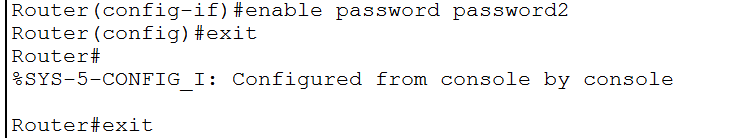 Router(config-if)#enable password password2
Router(config)#exit
Router#
%SYS-5-CONFIG_I: Configured from console by console
Router#exit